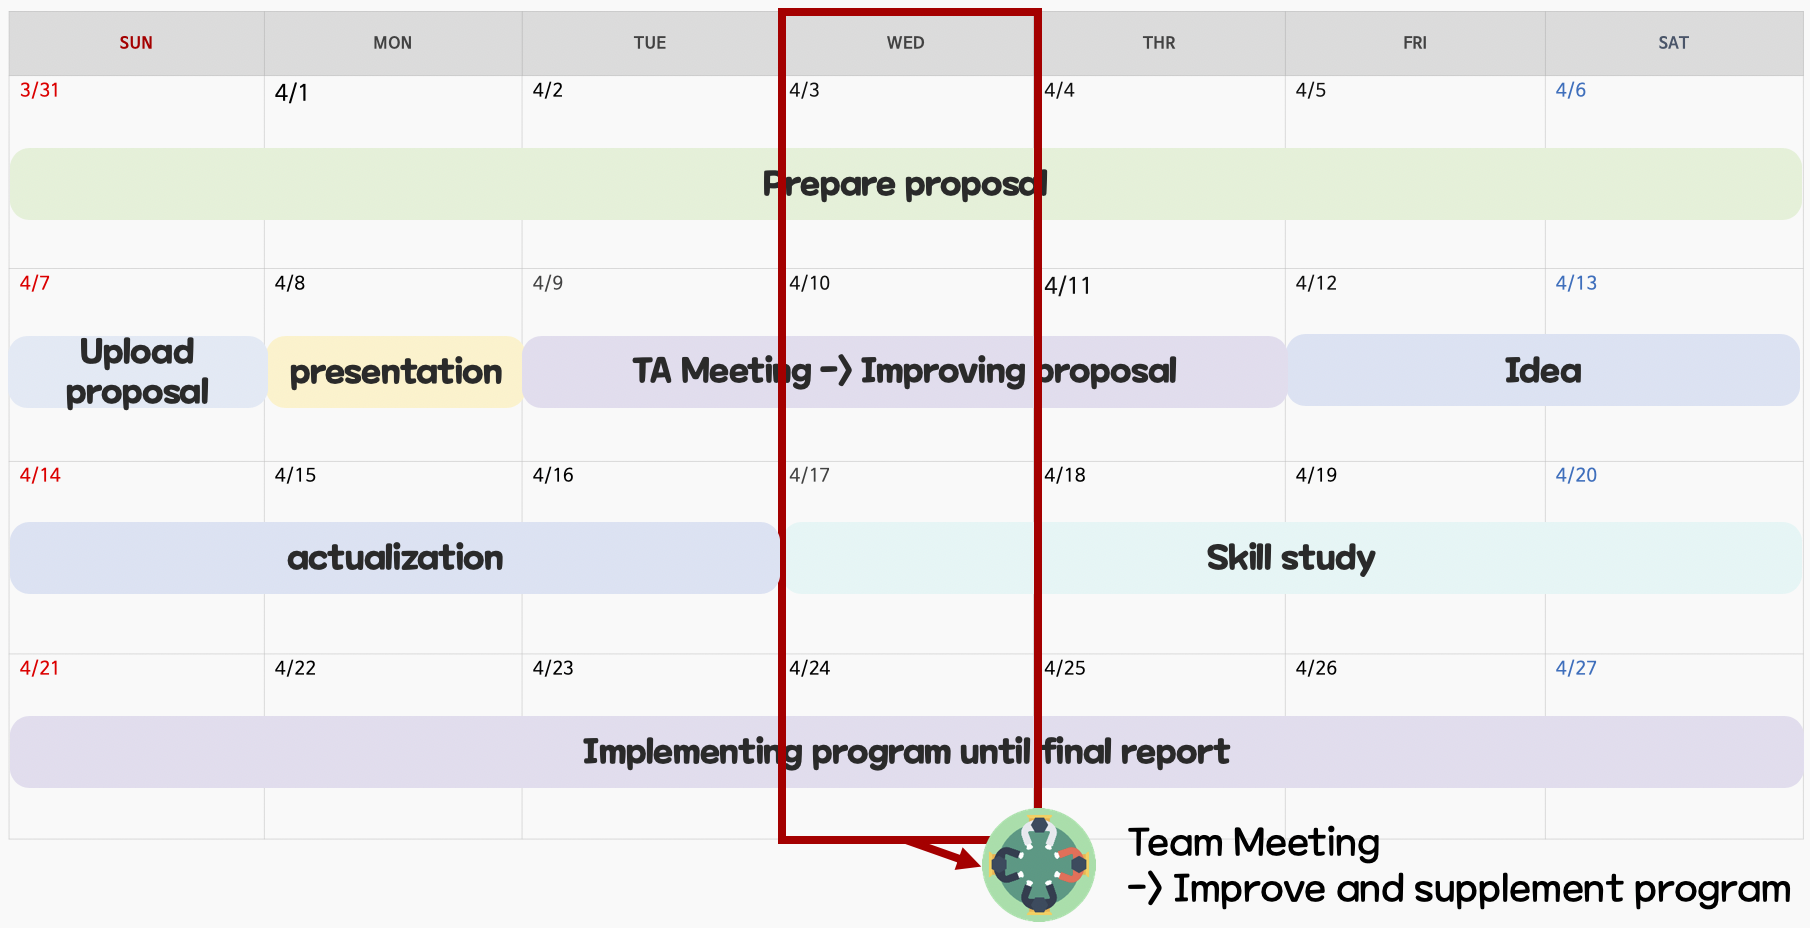 SUN MON TUE WED THR FRI SAT
3/31 4/1 4/2 4/3 4/4 4/5 4/6
Prepare proposal
4/7 4/8 4/9 4/10 4/11 4/12 4/13
Upload
proposal
presentation
TA Meeting -> Improving proposal
Idea
4/14 4/15 4/16 4/17 4/18 4/19 4/20
actualization
Skill study
4/21 4/22 4/23 4/24 4/25 4/26 4/27
Implementing program until final report
Team Meeting
-> Improve and supplement program